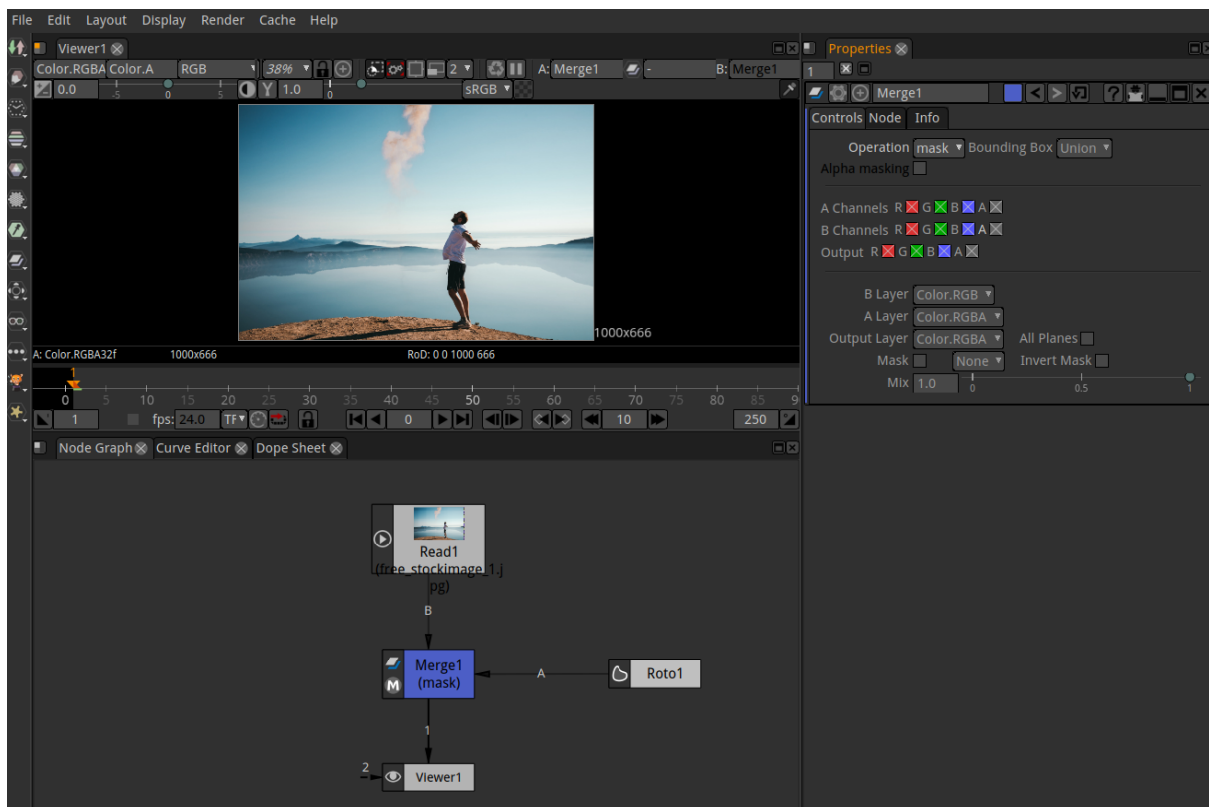 File Edit Layout Display Render Cache Help
Viewer1
Color.RGBA Color.A RGB 38% 2 A: Merge1 - B: Merge1
0.0 -5 0 5 Y 1.0 0 sRGB
1000x666
A: Color.RGBA32f 1000x666 RoD: 0 0 1000 666
1
0 5 10 15 20 25 30 35 40 45 50 55 60 65 70 75 80 85 9
1 fps: 24.0 TF 0 10 250
Node Graph Curve Editor Dope Sheet
Read1
(free_stockimage_1.j
pg)
B
Merge1
(mask)
A
Roto1
1
2
Viewer1
Properties
1
Merge1
Controls Node Info
Operation mask Bounding Box Union
Alpha masking
A Channels R G B A
B Channels R G B A
Output R G B A
B Layer Color.RGB
A Layer Color.RGBA
Output Layer Color.RGBA All Planes
Mask None Invert Mask
Mix 1.0 0 0.5 1